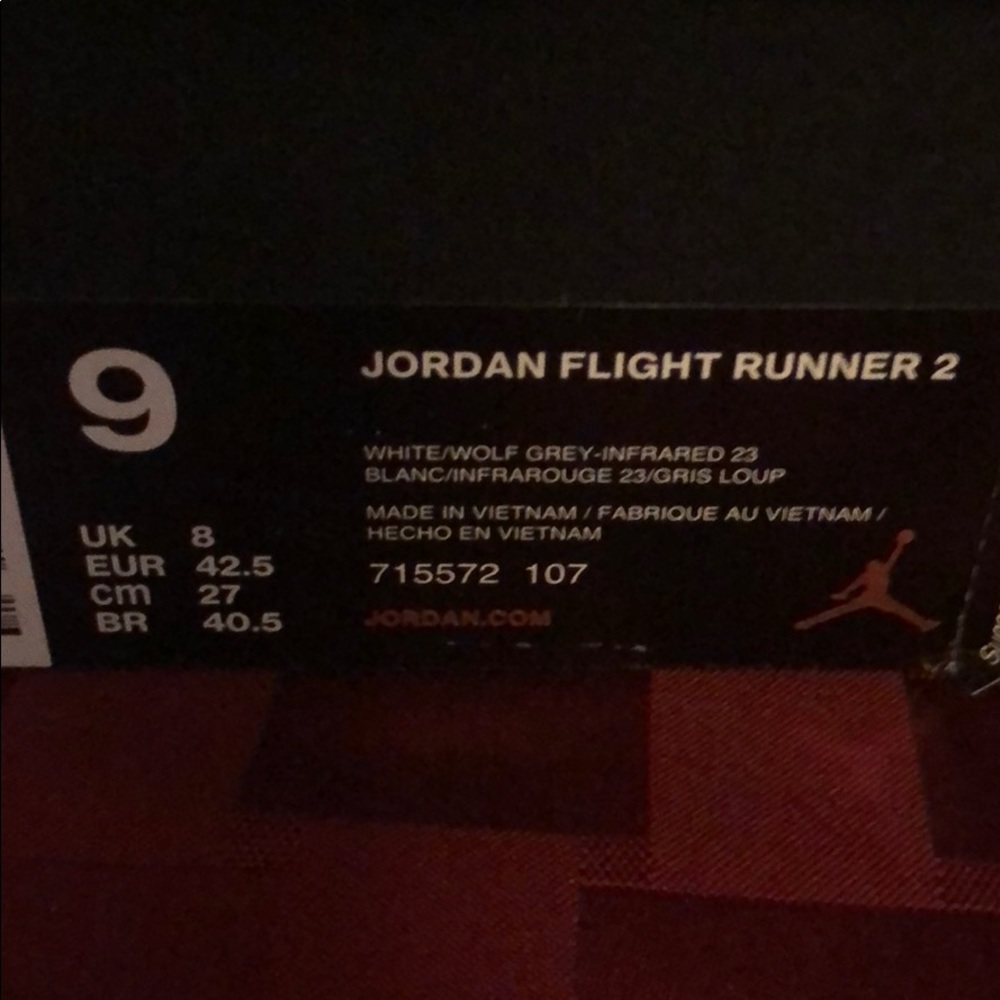 9
JORDAN FLIGHT RUNNER 2
WHITE/WOLF GREY-INFRARED 23
BLANC/INFRAROUGE 23/GRIS LOUP
MADE IN VIETNAM / FABRIQUE AU VIETNAM /
HECHO EN VIETNAM
UK 8
EUR 42.5
cm 27
BR 40.5
715572 107
JORDAN.COM